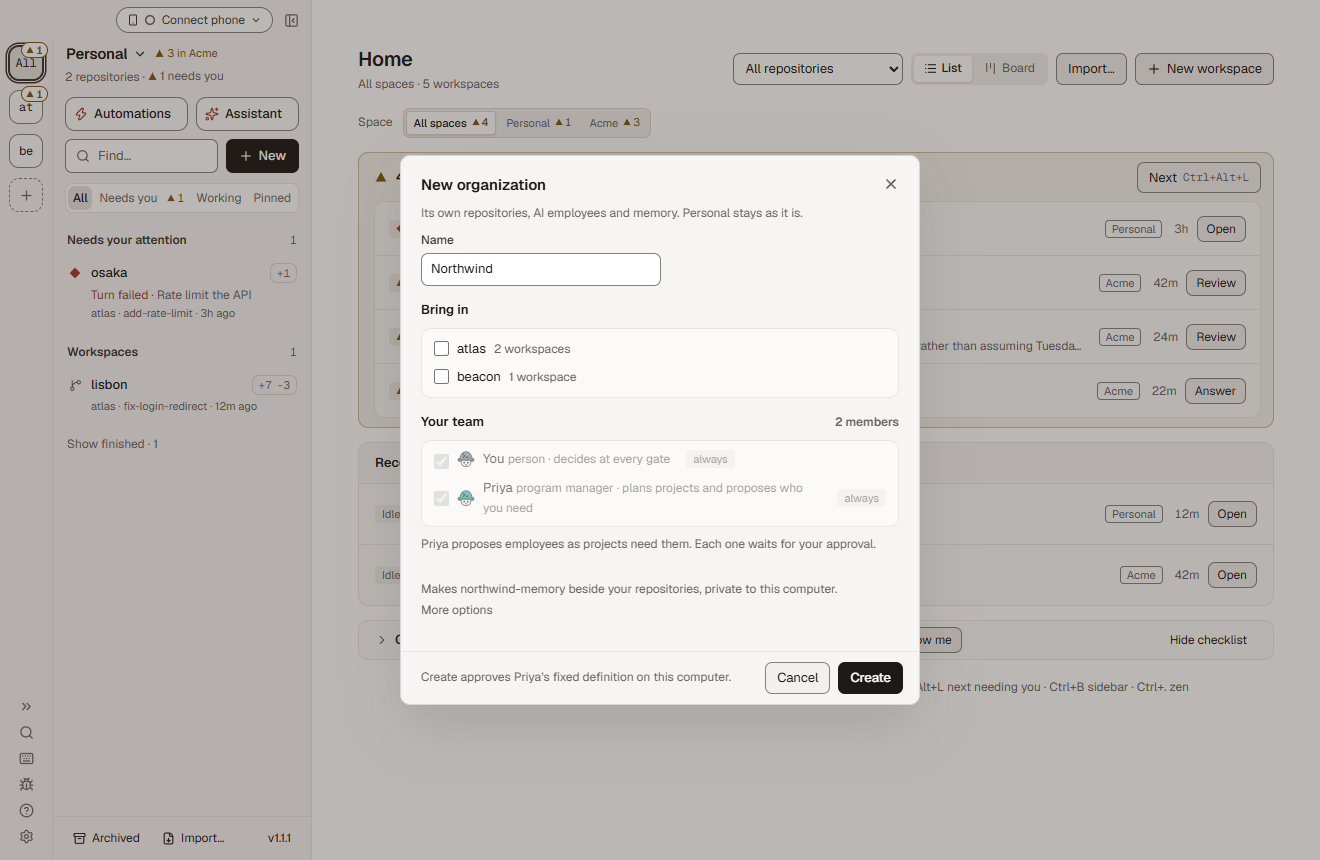 Connect phone
1
All
1
at
be
Personal
3 in Acme
2 repositories · 1 needs you
Automations
Assistant
Find...
New
All
Needs you
1
Working
Pinned
Needs your attention
1
osaka
+1
Turn failed · Rate limit the API
atlas · add-rate-limit · 3h ago
Workspaces
1
lisbon
+7 -3
atlas · fix-login-redirect · 12m ago
Show finished · 1
Archived
Import...
v1.1.1
Home
All spaces · 5 workspaces
All repositories
List
Board
Import...
New workspace
Space
All spaces
4
Personal
1
Acme
3
Next Ctrl+Alt+L
Personal
3h
Open
Acme
42m
Review
rather than assuming Tuesda...
Acme
24m
Review
Acme
22m
Answer
Idle
Personal
12m
Open
Idle
Acme
42m
Open
me
Hide checklist
Alt+L next needing you · Ctrl+B sidebar · Ctrl+. zen
New organization
Its own repositories, AI employees and memory. Personal stays as it is.
Name
Northwind
Bring in
atlas 2 workspaces
beacon 1 workspace
Your team
2 members
You person · decides at every gate
always
Priya program manager · plans projects and proposes who
you need
always
Priya proposes employees as projects need them. Each one waits for your approval.
Makes northwind-memory beside your repositories, private to this computer.
More options
Create approves Priya's fixed definition on this computer.
Cancel
Create